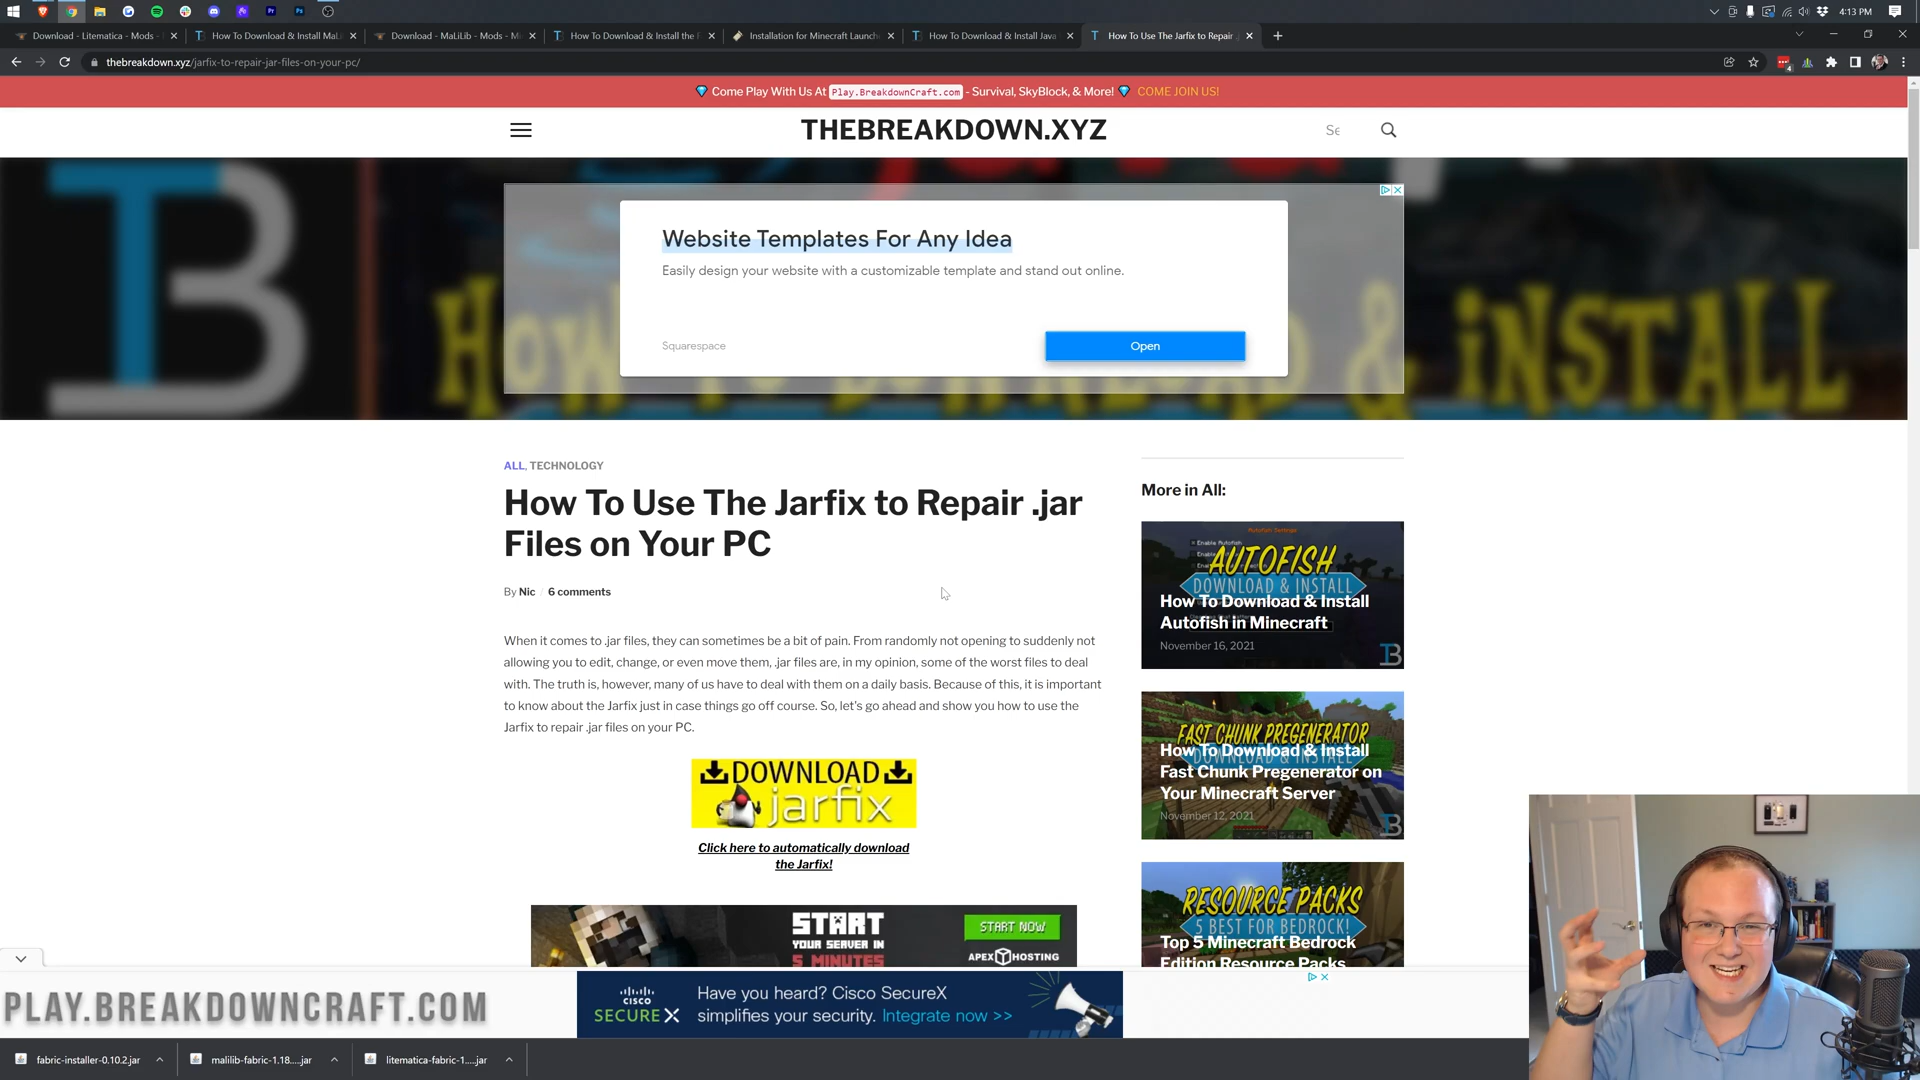 4:13 PM
Download - Litematica - Mods -
How To Download & Install MaL
Download - MaLiLib - Mods - Mi
How To Download & Install the F
Installation for Minecraft Launch
How To Download & Install Java
How To Use The Jarfix to Repair .j
thebreakdown.xyz/jarfix-to-repair-jar-files-on-your-pc/
4
Come Play With Us At Play.BreakdownCraft.com - Survival, SkyBlock, & More! COME JOIN US!
THEBREAKDOWN.XYZ
Se
Website Templates For Any Idea
Easily design your website with a customizable template and stand out online.
Squarespace
Open
HOW TO DOWNLOAD & INSTALL
ALL, TECHNOLOGY
How To Use The Jarfix to Repair .jar
Files on Your PC
By Nic / 6 comments
When it comes to .jar files, they can sometimes be a bit of pain. From randomly not opening to suddenly not
allowing you to edit, change, or even move them, .jar files are, in my opinion, some of the worst files to deal
with. The truth is, however, many of us have to deal with them on a daily basis. Because of this, it is important
to know about the Jarfix just in case things go off course. So, let's go ahead and show you how to use the
Jarfix to repair .jar files on your PC.
DOWNLOAD
jarfix
Click here to automatically download
the Jarfix!
START
YOUR SERVER IN
5 MINUTES
START NOW
APEX HOSTING
More in All:
Autofish Settings
AUTOFISH
DOWNLOAD & INSTALL
How To Download & Install
Autofish in Minecraft
November 16, 2021
FAST CHUNK PREGENERATOR
DOWNLOAD & INSTALL
How To Download & Install
Fast Chunk Pregenerator on
Your Minecraft Server
November 12, 2021
RESOURCE PACKS
5 BEST FOR BEDROCK!
Top 5 Minecraft Bedrock
Edition Resource Packs
PLAY.BREAKDOWNCRAFT.COM
CISCO
SECURE X
Have you heard? Cisco SecureX
simplifies your security. Integrate now >>
fabric-installer-0.10.2.jar
malilib-fabric-1.18....jar
litematica-fabric-1....jar